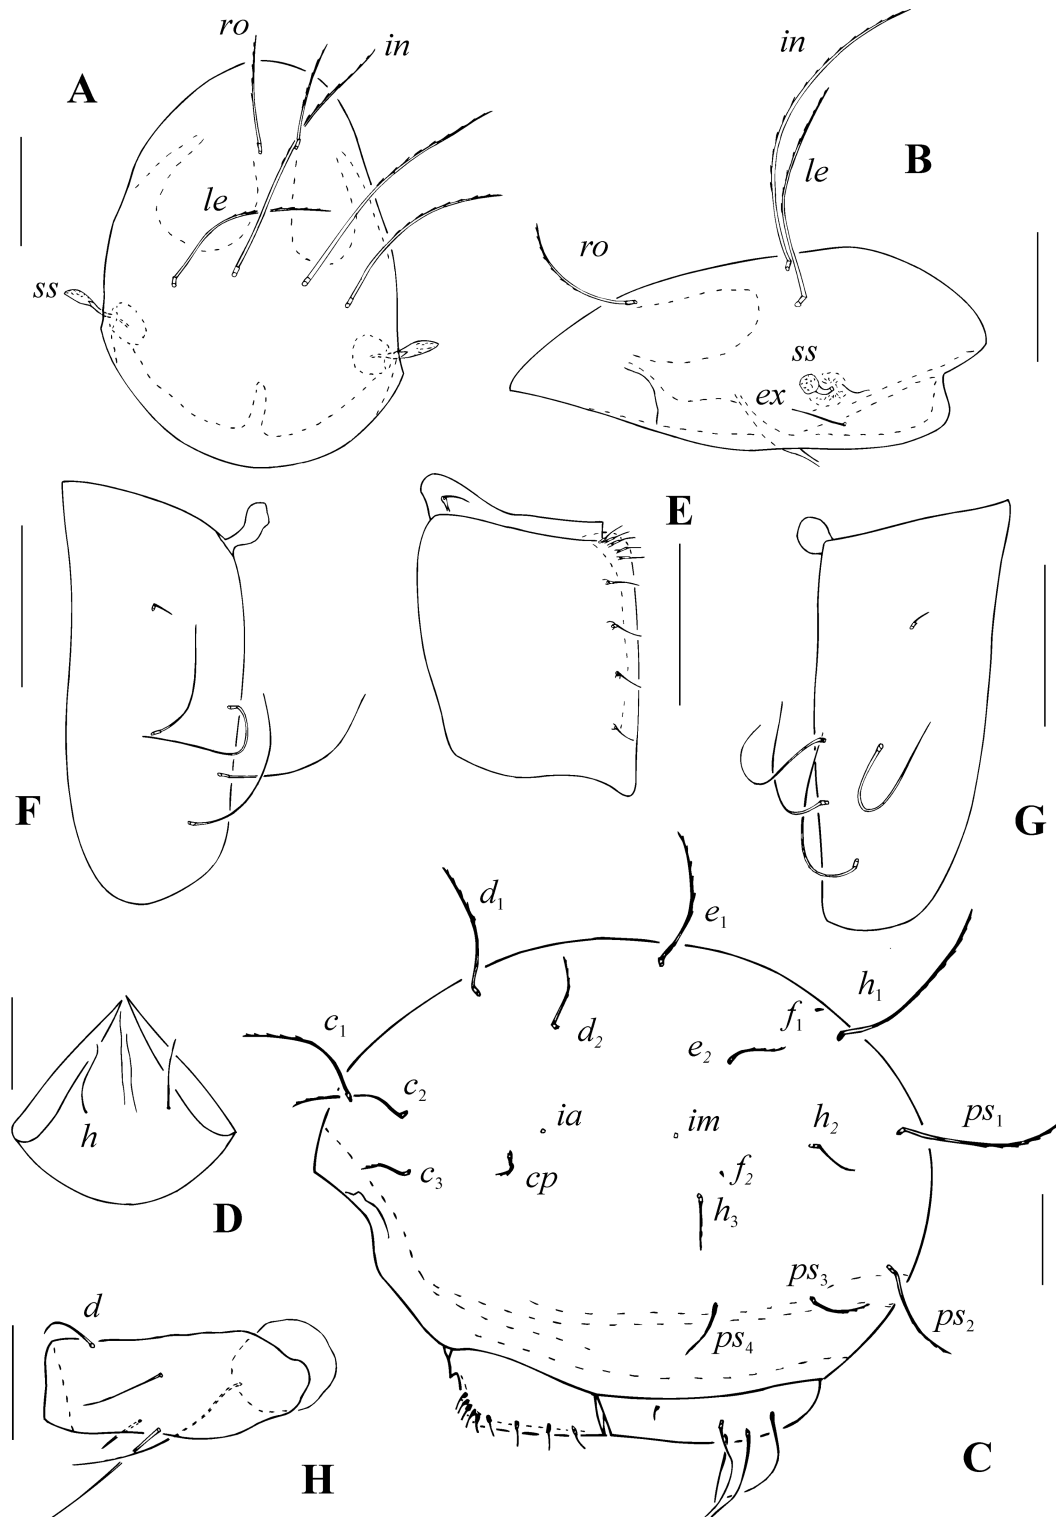 A
ro
in
le
ss
B
in
le
ro
ss
ex
F
E
G
D
h
C
d1
e1
h1
f1
c1
d2
e2
c2
ia
im
h2
ps1
c3
cp
f2
h3
ps3
ps4
ps2
H
d